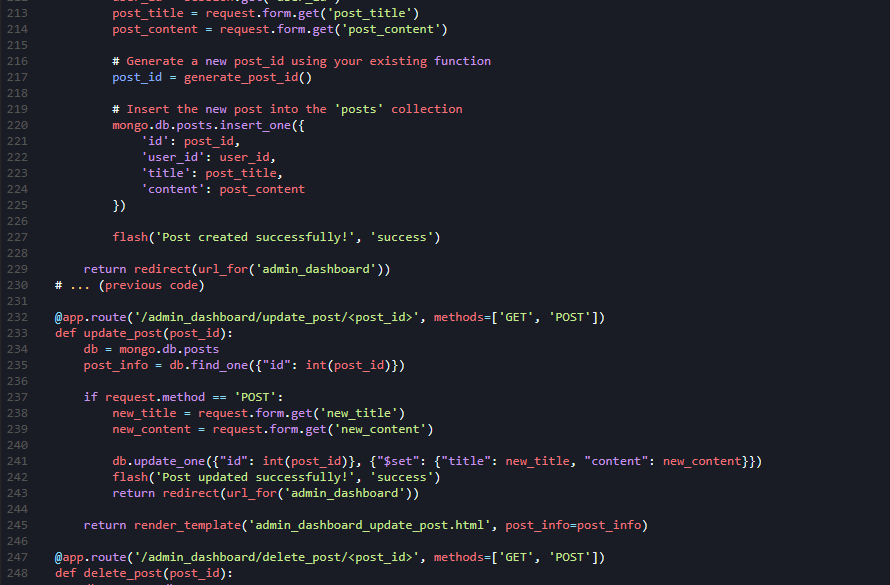 213 post_title = request.form.get('post_title')
214 post_content = request.form.get('post_content')
215
216 # Generate a new post_id using your existing function
217 post_id = generate_post_id()
218
219 # Insert the new post into the 'posts' collection
220 mongo.db.posts.insert_one({
221 'id': post_id,
222 'user_id': user_id,
223 'title': post_title,
224 'content': post_content
225 })
226
227 flash('Post created successfully!', 'success')
228
229 return redirect(url_for('admin_dashboard'))
230 # ... (previous code)
231
232 @app.route('/admin_dashboard/update_post/<post_id>', methods=['GET', 'POST'])
233 def update_post(post_id):
234 db = mongo.db.posts
235 post_info = db.find_one({"id": int(post_id)})
236
237 if request.method == 'POST':
238 new_title = request.form.get('new_title')
239 new_content = request.form.get('new_content')
240
241 db.update_one({"id": int(post_id)}, {"$set": {"title": new_title, "content": new_content}})
242 flash('Post updated successfully!', 'success')
243 return redirect(url_for('admin_dashboard'))
244
245 return render_template('admin_dashboard_update_post.html', post_info=post_info)
246
247 @app.route('/admin_dashboard/delete_post/<post_id>', methods=['GET', 'POST'])
248 def delete_post(post_id):